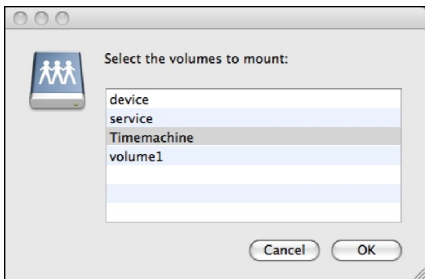 Select the volumes to mount:
device
service
Timemachine
volume1
Cancel
OK